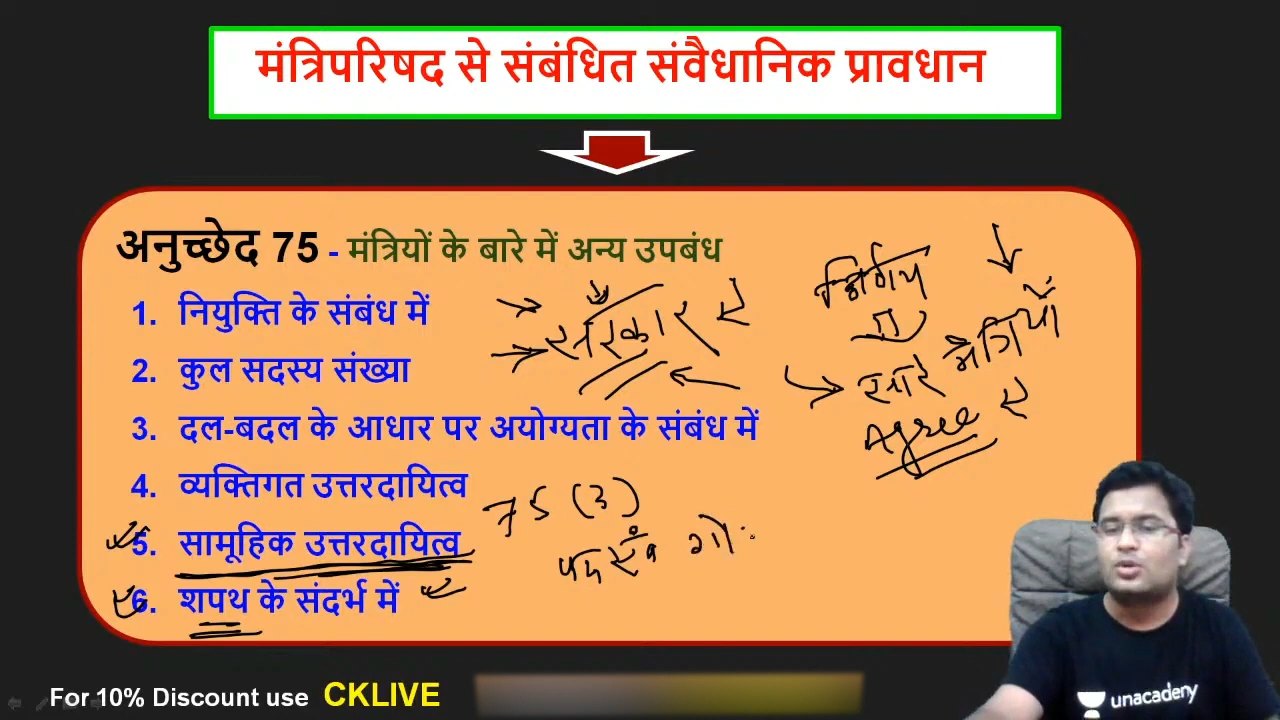 मंत्रिपरिषद से संबंधित संवैधानिक प्रावधान
अनुच्छेद 75 - मंत्रियों के बारे में अन्य उपबंध
1. नियुक्ति के संबंध में
2. कुल सदस्य संख्या
3. दल-बदल के आधार पर अयोग्यता के संबंध में
4. व्यक्तिगत उत्तरदायित्व
5. सामूहिक उत्तरदायित्व
6. शपथ के संदर्भ में
सरकार
निर्णय
सारे मंत्रियों
Agree
75 (3)
पद एवं गो
For 10% Discount use CKLIVE
unacademy